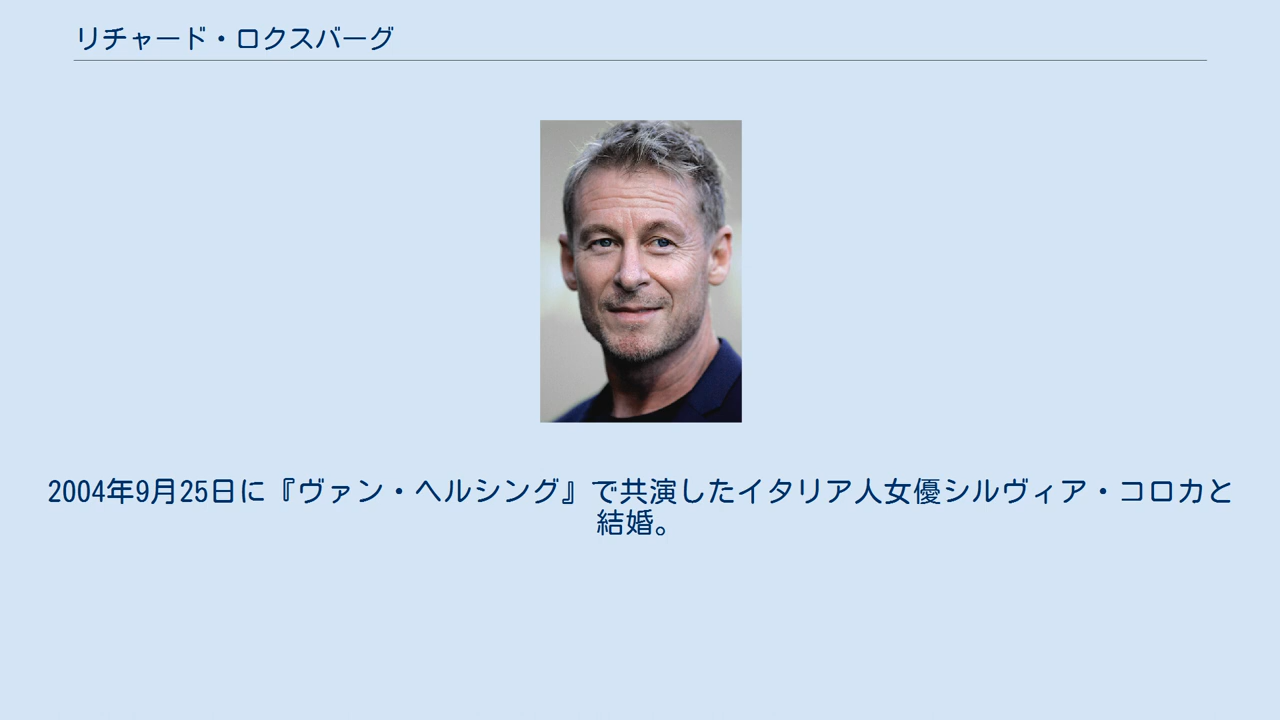 リチャード・ロクスバーグ
2004年9月25日に『ヴァン・ヘルシング』で共演したイタリア人女優シルヴィア・コロカと
結婚。